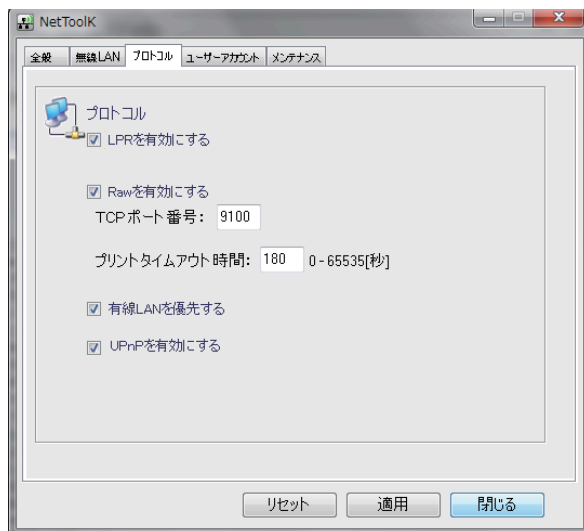 NetToolK
全般 無線LAN プロトコル ユーザーアカウント メンテナンス
プロトコル
LPRを有効にする
Rawを有効にする
TCPポート番号: 9100
プリントタイムアウト時間: 180 0-65535[秒]
有線LANを優先する
UPnPを有効にする
リセット 適用 閉じる